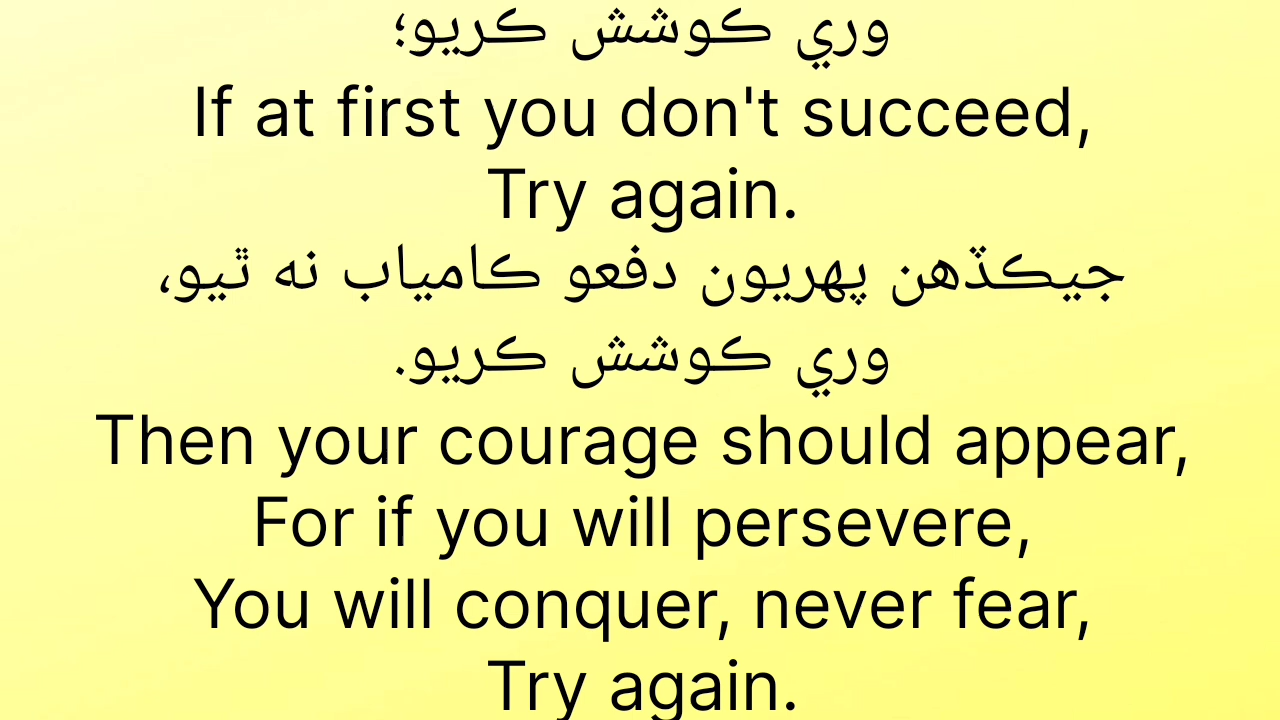 وري ڪوشش ڪريو؛
If at first you don't succeed,
Try again.
جيڪڏهن پهريون دفعو ڪامياب نه ٿيو،
وري ڪوشش ڪريو.
Then your courage should appear,
For if you will persevere,
You will conquer, never fear,
Try again.